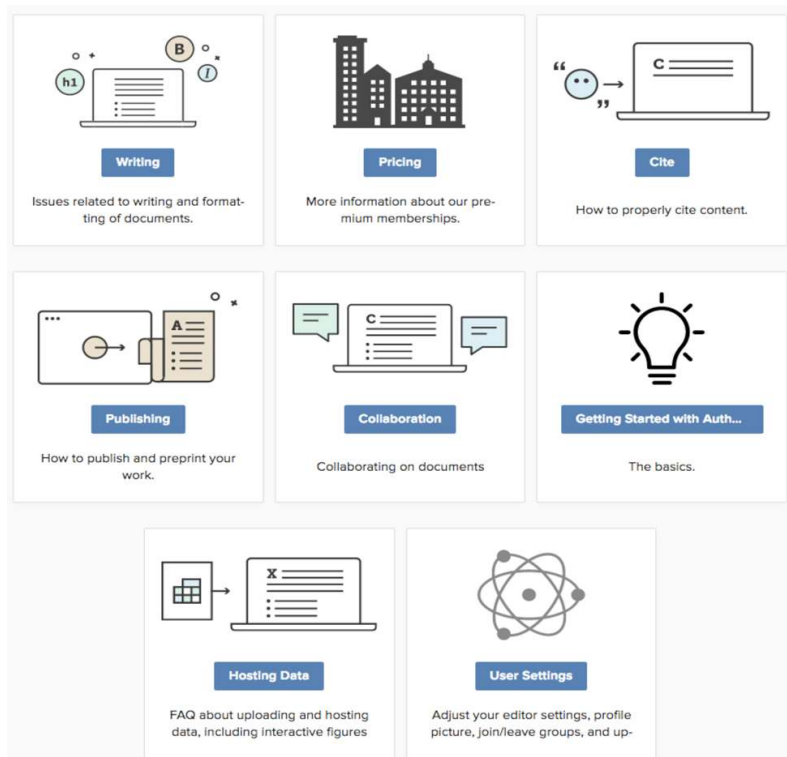 h1
B
I
Writing
Issues related to writing and format-
ting of documents.
Pricing
More information about our pre-
mium memberships.
“
”
C
Cite
How to properly cite content.
A
Publishing
How to publish and preprint your
work.
C
Collaboration
Collaborating on documents
Getting Started with Auth...
The basics.
X
Hosting Data
FAQ about uploading and hosting
data, including interactive figures
User Settings
Adjust your editor settings, profile
picture, join/leave groups, and up-